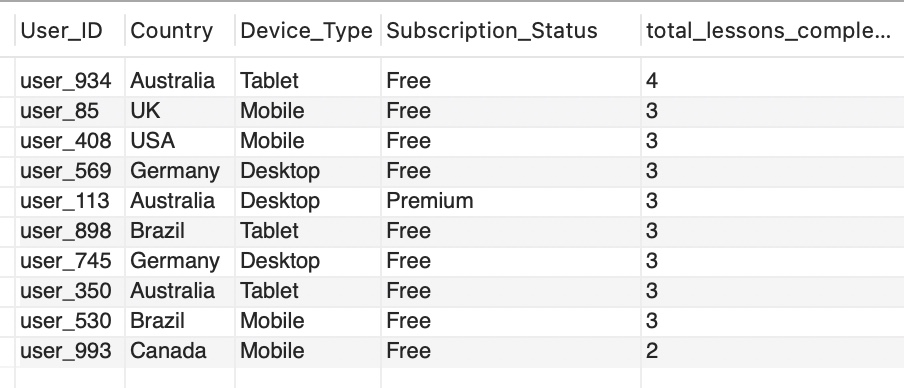 User_ID Country Device_Type Subscription_Status total_lessons_comple...
user_934 Australia Tablet Free 4
user_85 UK Mobile Free 3
user_408 USA Mobile Free 3
user_569 Germany Desktop Free 3
user_113 Australia Desktop Premium 3
user_898 Brazil Tablet Free 3
user_745 Germany Desktop Free 3
user_350 Australia Tablet Free 3
user_530 Brazil Mobile Free 3
user_993 Canada Mobile Free 2